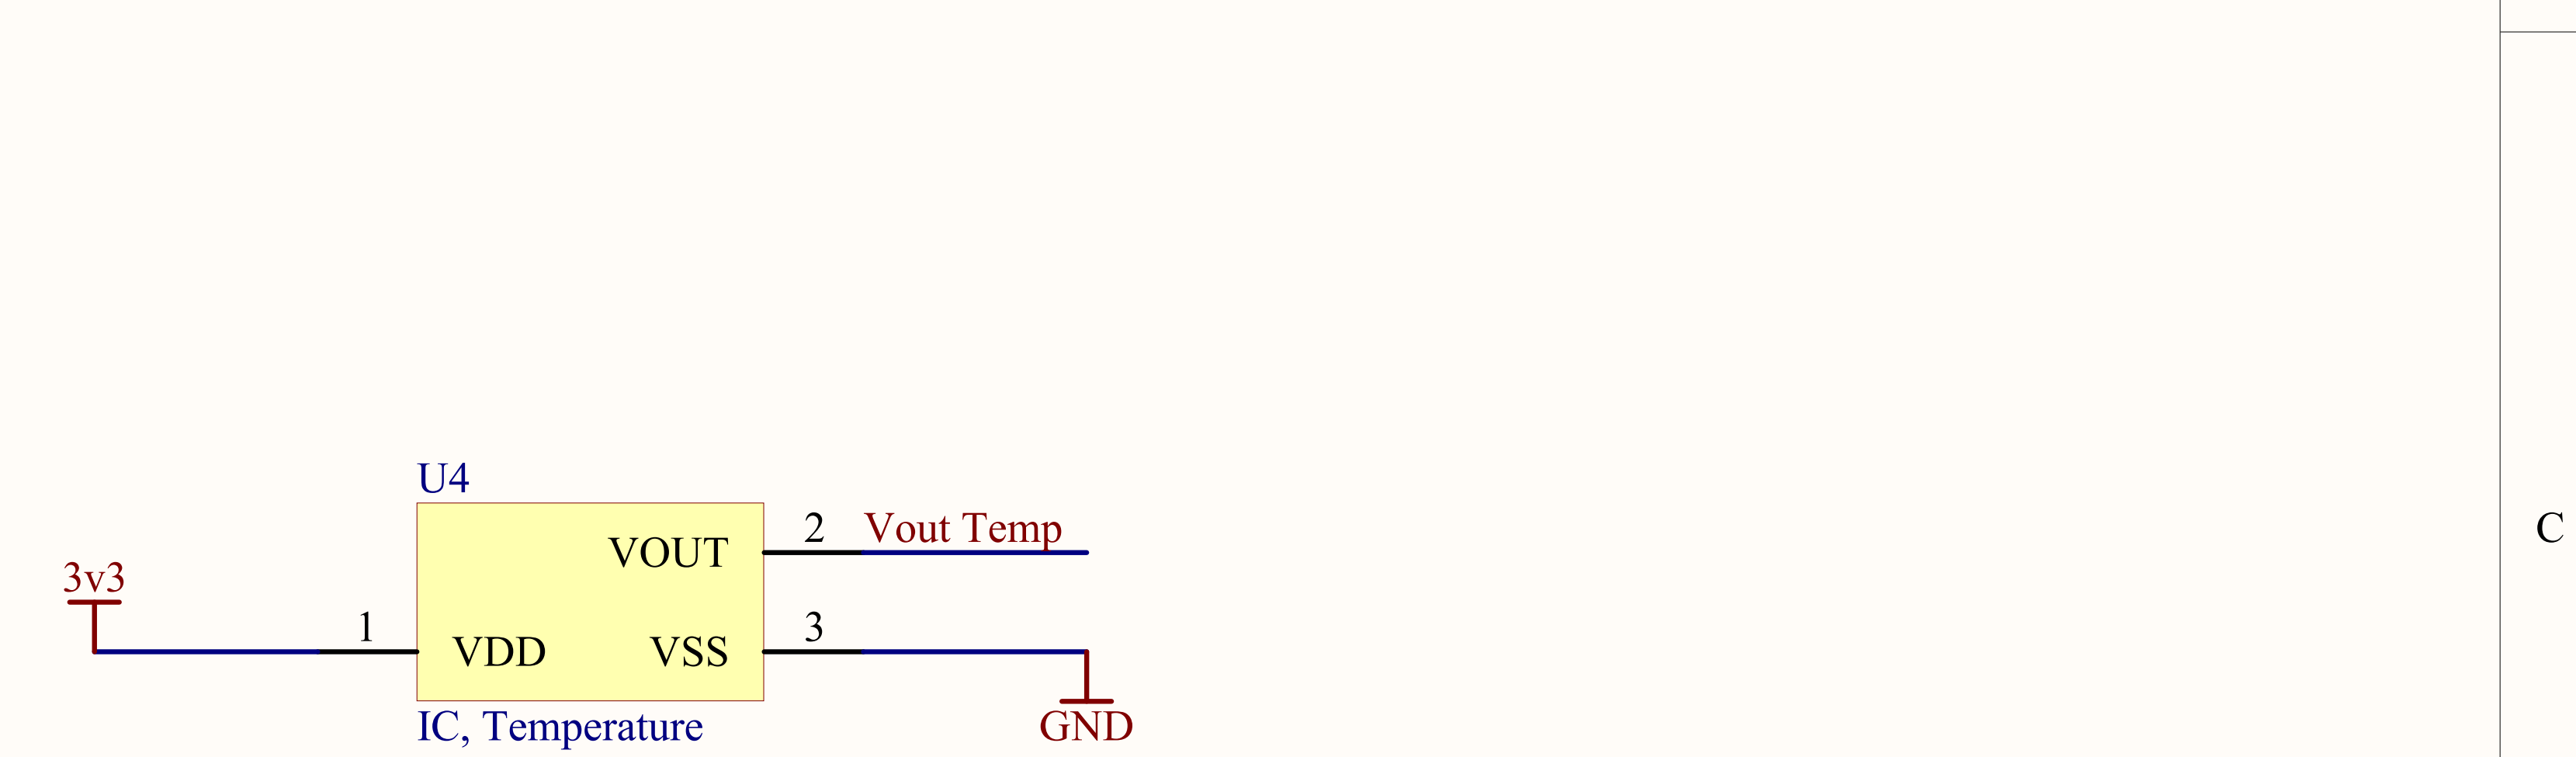 U4
VOUT
2
Vout Temp
C
3v3
1
VDD
VSS
3
IC, Temperature
GND